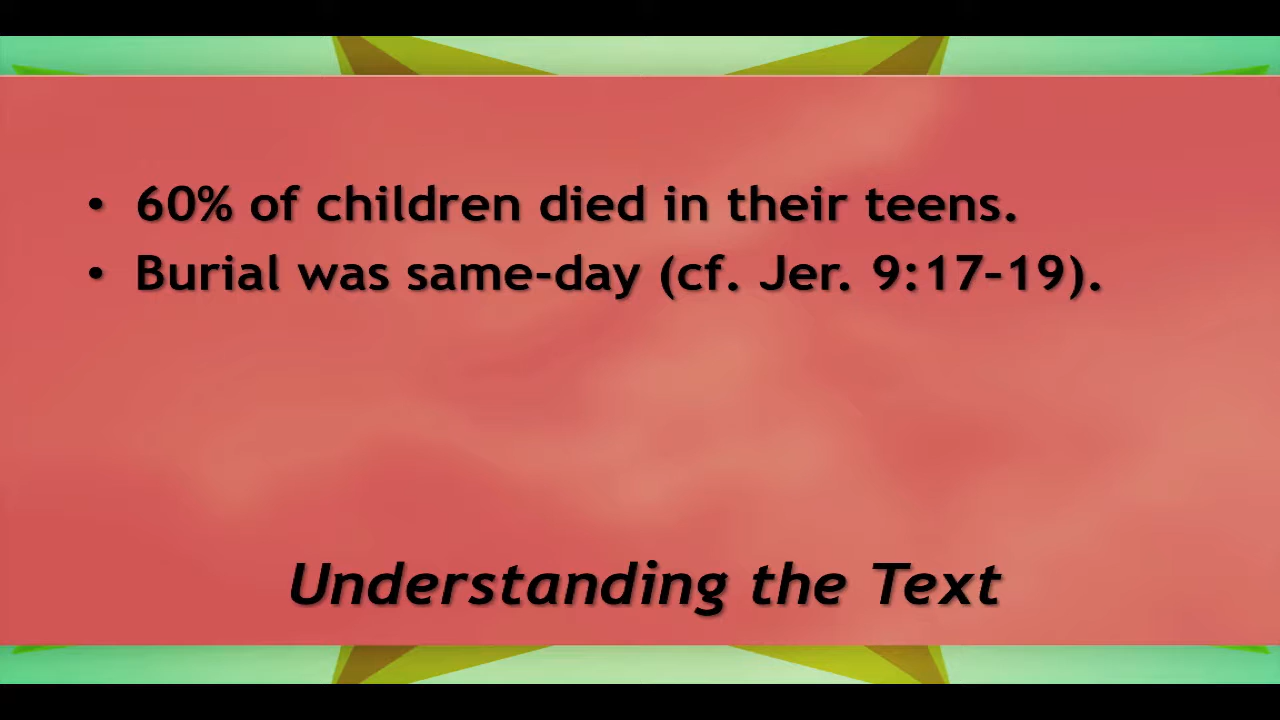 • 60% of children died in their teens.
• Burial was same-day (cf. Jer. 9:17–19).
Understanding the Text